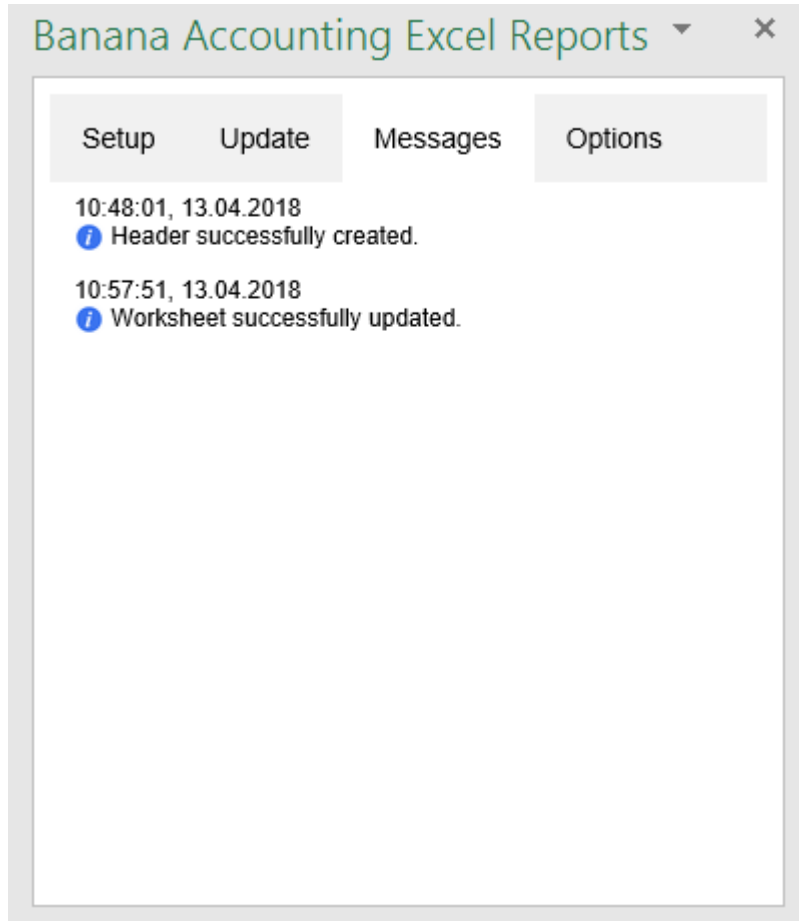 Banana Accounting Excel Reports
Setup Update Messages Options
10:48:01, 13.04.2018
Header successfully created.
10:57:51, 13.04.2018
Worksheet successfully updated.